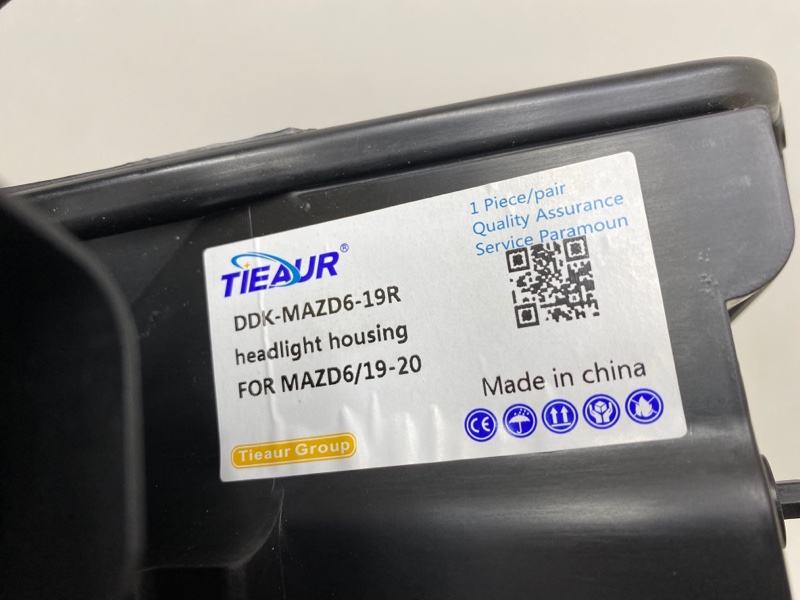 1 Piece/pair
Quality Assurance
Service Paramoun
TIEAUR®
DDK-MAZD6-19R
headlight housing
FOR MAZD6/19-20
Made in china
CE
Tieaur Group